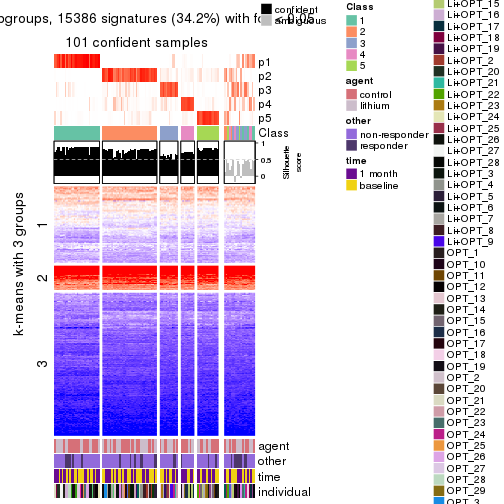 ogroups, 15386 signatures (34.2%) with
confident
ambiguous
101 confident samples
p1
p2
p3
p4
p5
Class
1
0.5
0
Silhouette
score
k-means with 3 groups
1
2
3
agent
other
time
individual
Class
1
2
3
4
5
agent
control
lithium
other
non-responder
responder
time
1 month
baseline
Li+OPT_15
Li+OPT_16
Li+OPT_17
Li+OPT_18
Li+OPT_19
Li+OPT_2
Li+OPT_20
Li+OPT_21
Li+OPT_22
Li+OPT_23
Li+OPT_24
Li+OPT_25
Li+OPT_26
Li+OPT_27
Li+OPT_28
Li+OPT_3
Li+OPT_4
Li+OPT_5
Li+OPT_6
Li+OPT_7
Li+OPT_8
Li+OPT_9
OPT_1
OPT_10
OPT_11
OPT_12
OPT_13
OPT_14
OPT_15
OPT_16
OPT_17
OPT_18
OPT_19
OPT_2
OPT_20
OPT_21
OPT_22
OPT_23
OPT_24
OPT_25
OPT_26
OPT_27
OPT_28
OPT_29
OPT_3